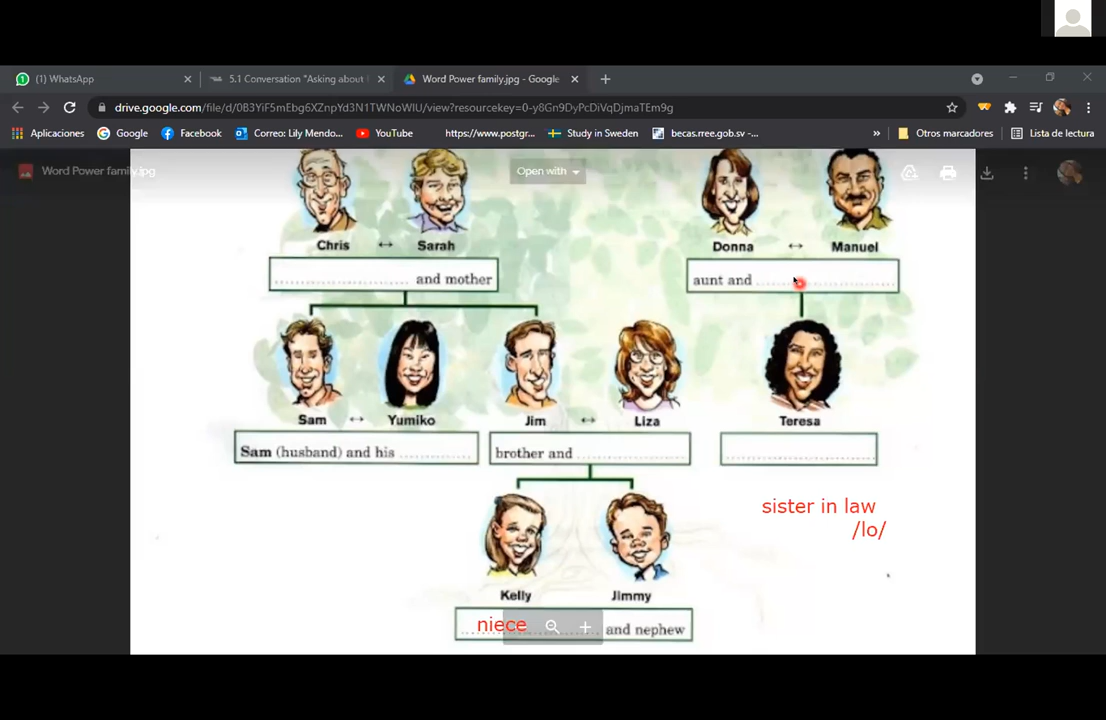 (1) WhatsApp
5.1 Conversation "Asking about
Word Power family.jpg - Google
drive.google.com/file/d/0B3YiF5mEbg6XZnpYd3N1TWNoWlU/view?resourcekey=0-y8Gn9DyPcDiVqDjmaTEm9g
Aplicaciones
Google
Facebook
Correo: Lily Mendo...
YouTube
https://www.postgr...
Study in Sweden
becas.rree.gob.sv -...
»
Otros marcadores
Lista de lectura
Word Power family.jpg
Open with
Chris ↔ Sarah
Donna ↔ Manuel
.............................. and mother
aunt and ..............................
Sam ↔ Yumiko
Jim ↔ Liza
Teresa
Sam (husband) and his ................
brother and ........................
..............................
sister in law
/lo/
Kelly
Jimmy
niece
and nephew